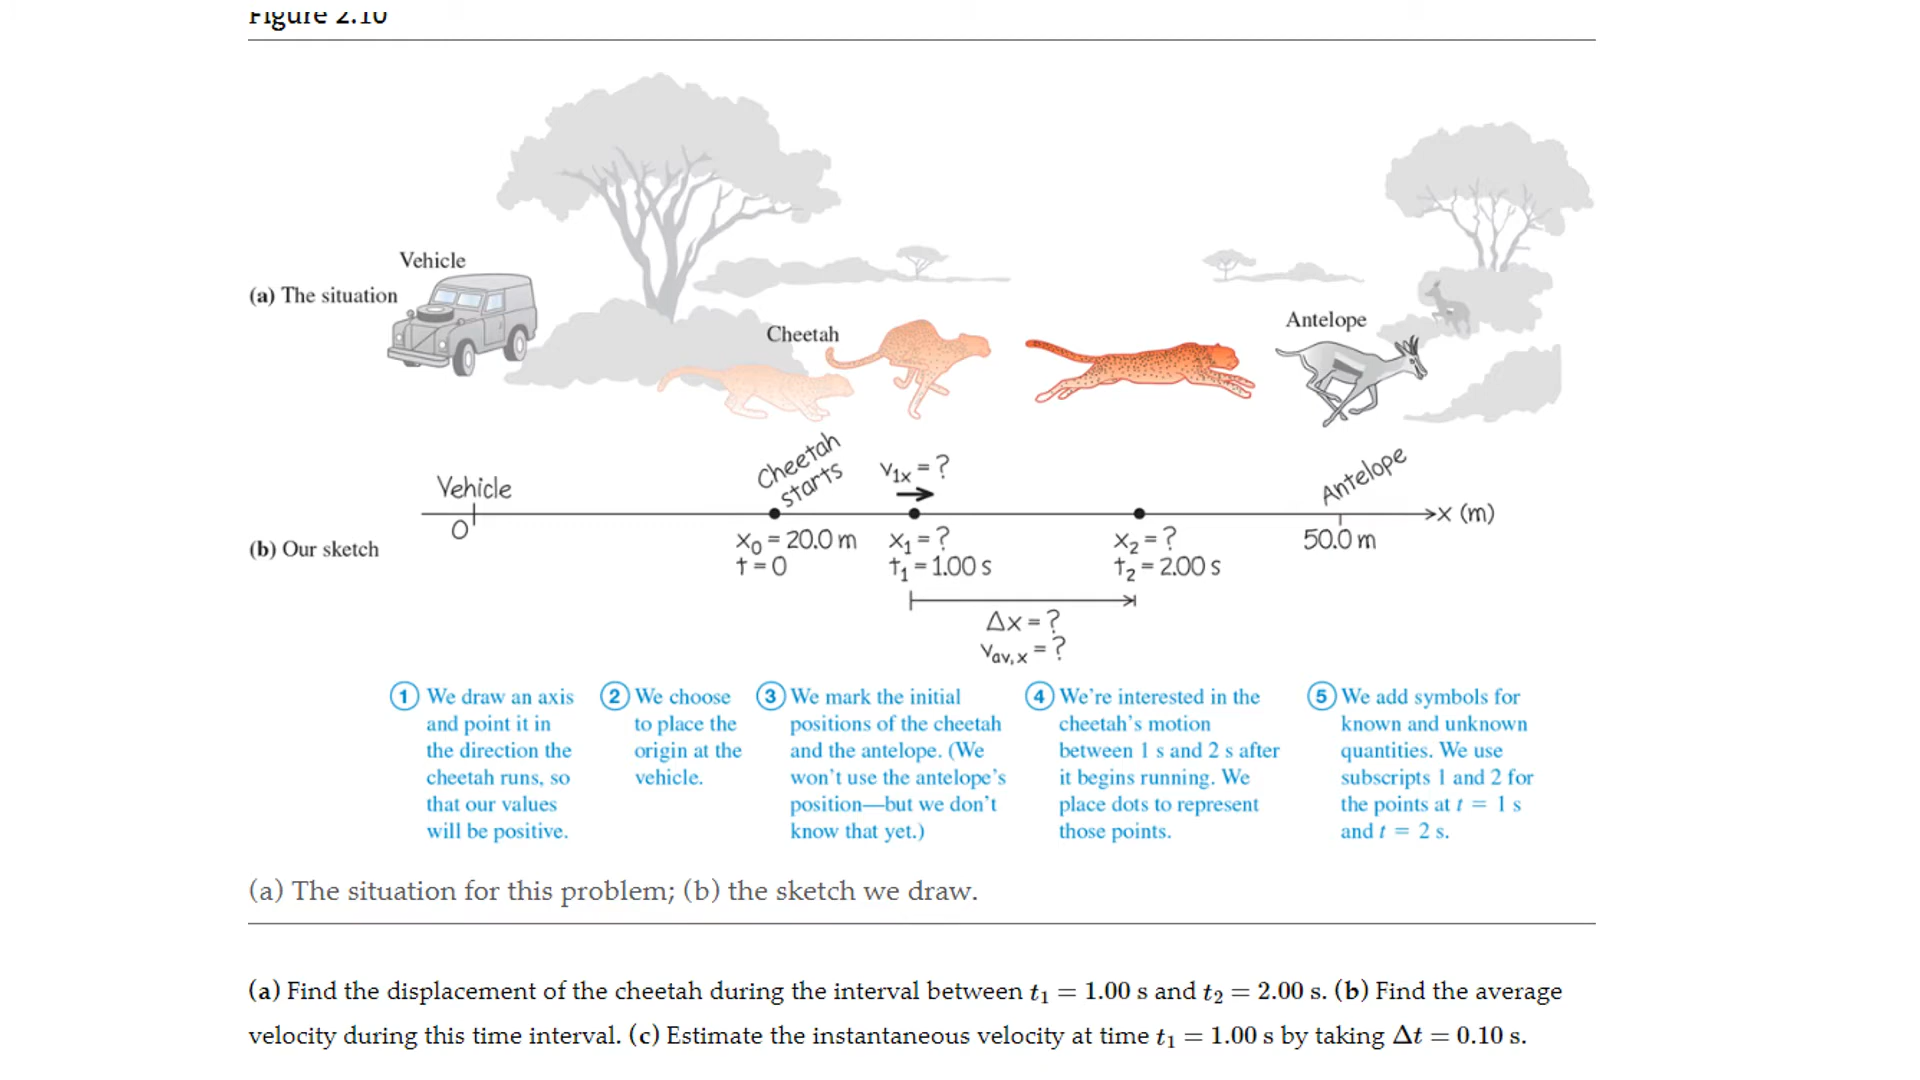 Figure 2.10
Vehicle
(a) The situation
Cheetah
Antelope
Vehicle
Cheetah
starts
v1x = ?
Antelope
0
x (m)
(b) Our sketch
x0 = 20.0 m
t = 0
x1 = ?
t1 = 1.00 s
x2 = ?
t2 = 2.00 s
50.0 m
Δx = ?
vav,x = ?
1 We draw an axis
and point it in
the direction the
cheetah runs, so
that our values
will be positive.
2 We choose
to place the
origin at the
vehicle.
3 We mark the initial
positions of the cheetah
and the antelope. (We
won’t use the antelope’s
position—but we don’t
know that yet.)
4 We’re interested in the
cheetah’s motion
between 1 s and 2 s after
it begins running. We
place dots to represent
those points.
5 We add symbols for
known and unknown
quantities. We use
subscripts 1 and 2 for
the points at t = 1 s
and t = 2 s.
(a) The situation for this problem; (b) the sketch we draw.
(a) Find the displacement of the cheetah during the interval between t1 = 1.00 s and t2 = 2.00 s. (b) Find the average
velocity during this time interval. (c) Estimate the instantaneous velocity at time t1 = 1.00 s by taking Δt = 0.10 s.